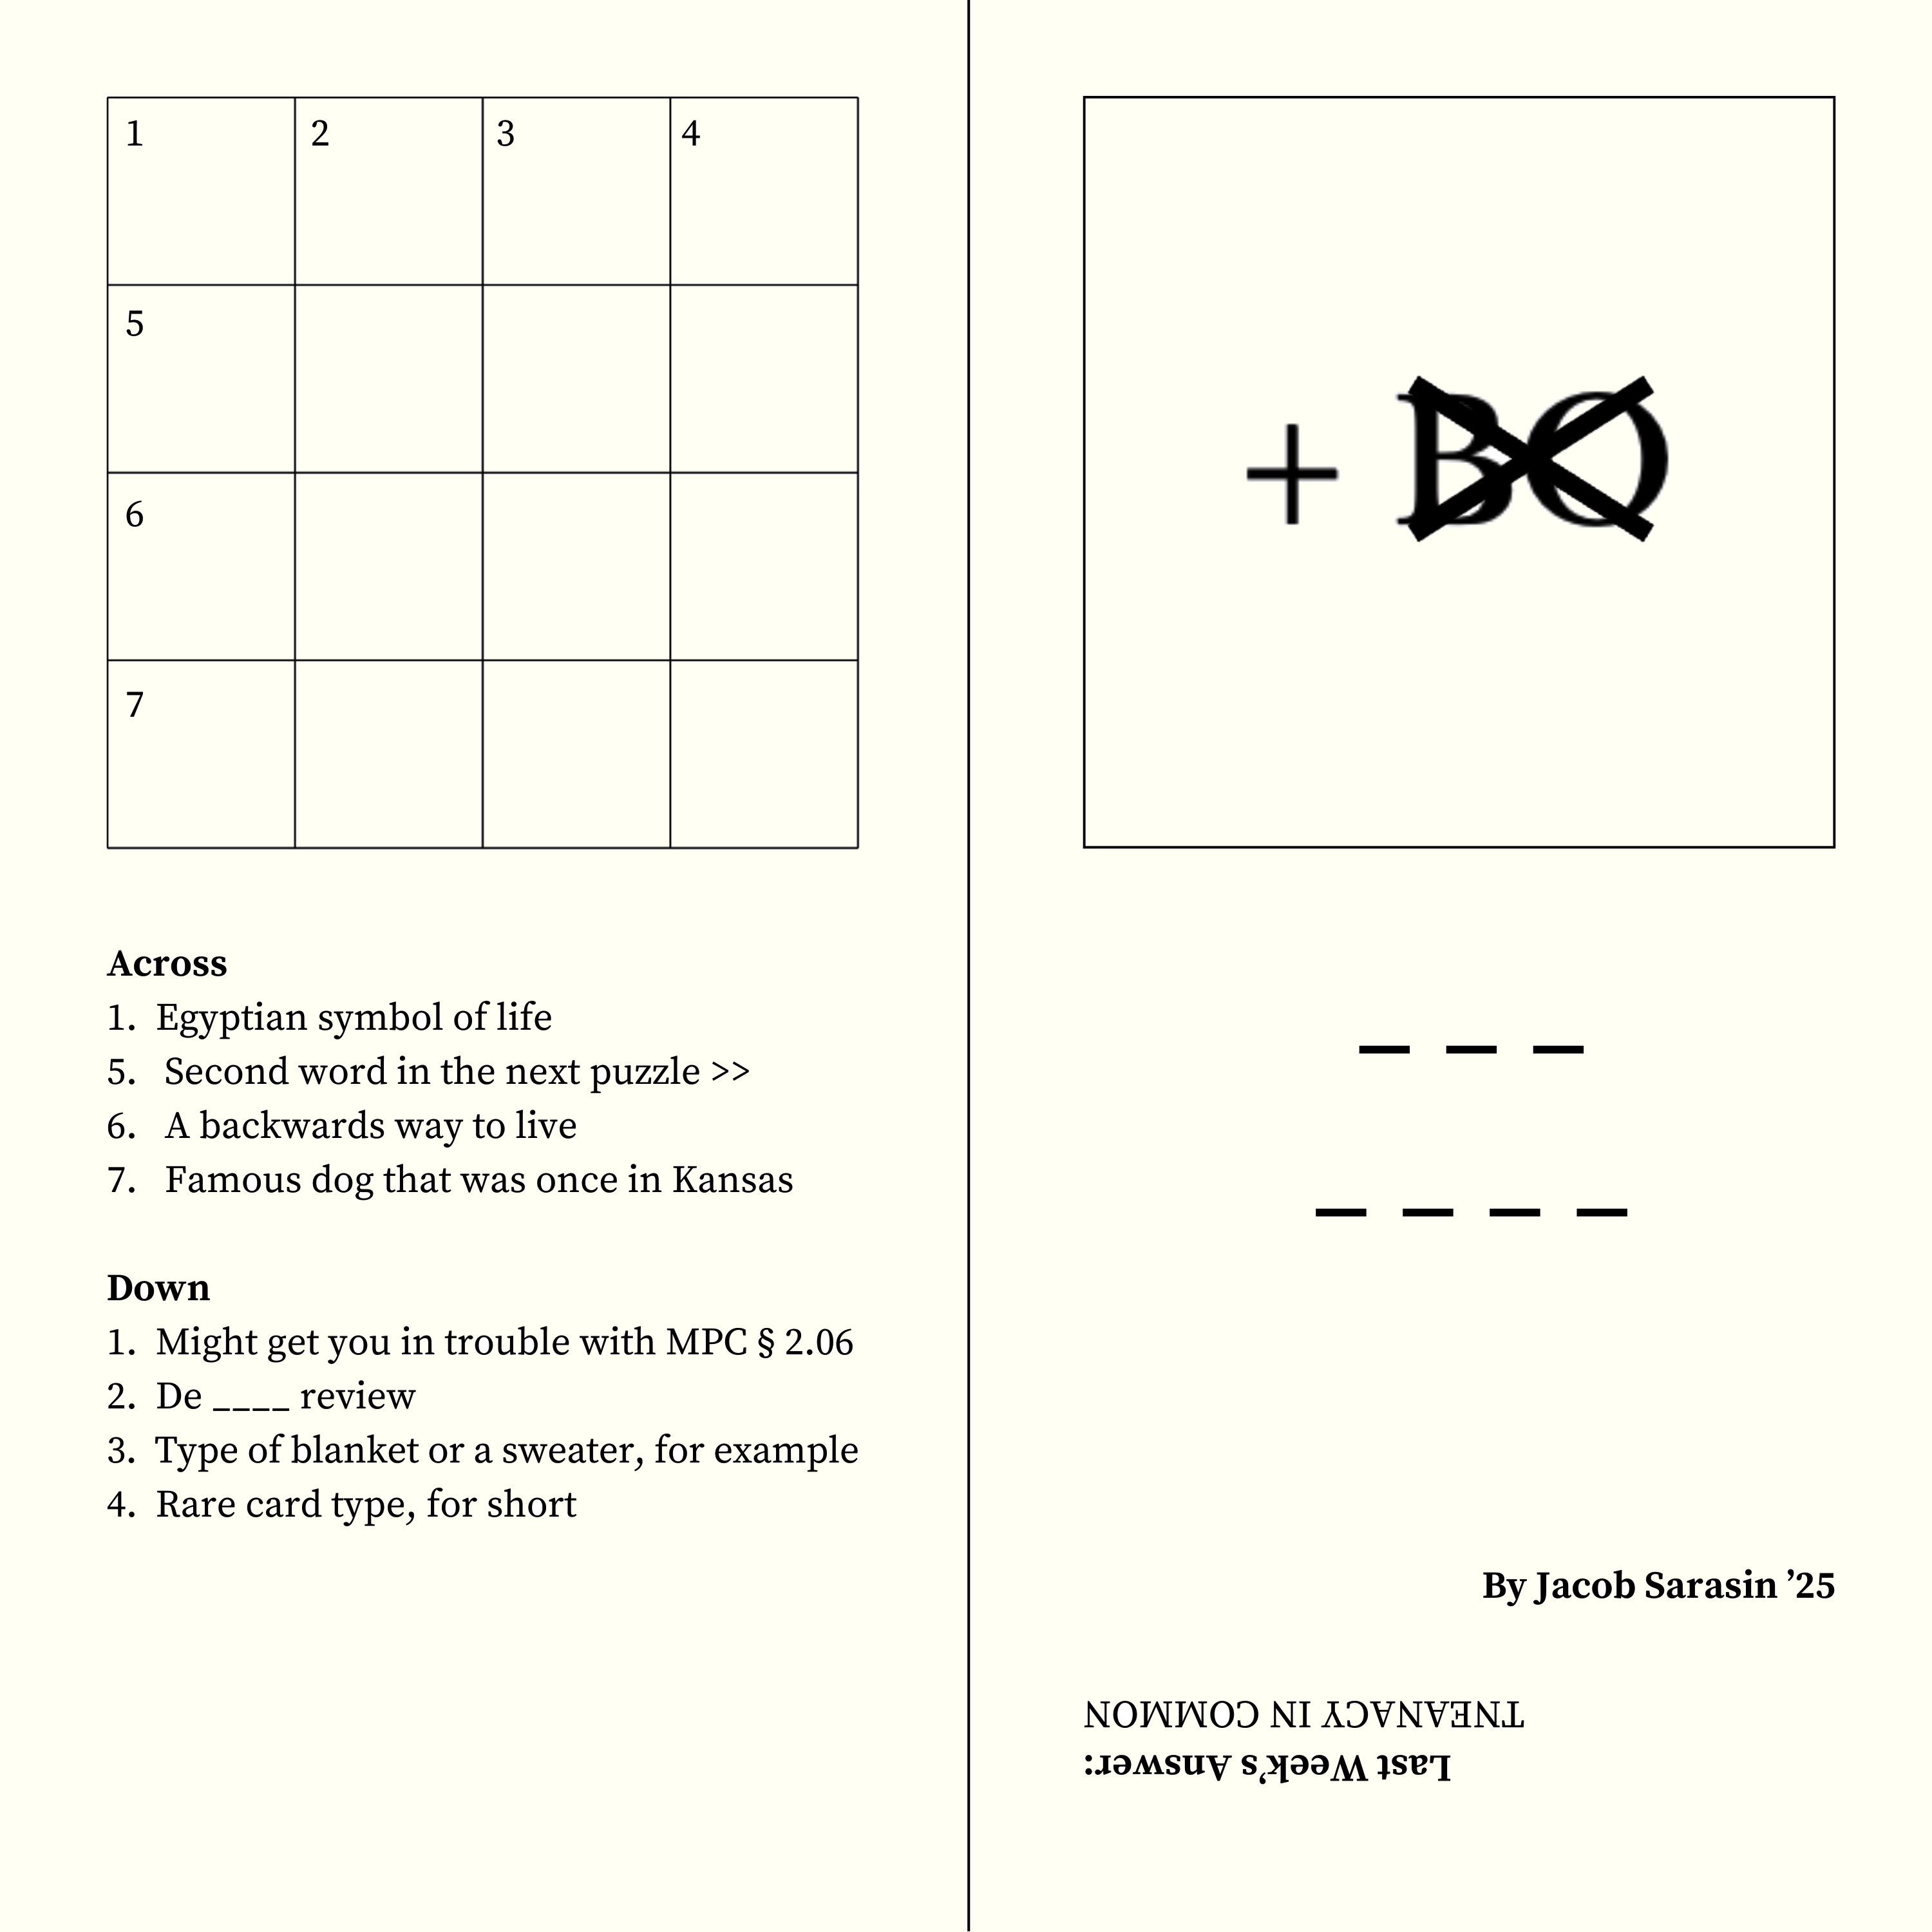 1 2 3 4
5
6
7
Across
1. Egyptian symbol of life
5. Second word in the next puzzle >>
6. A backwards way to live
7. Famous dog that was once in Kansas
Down
1. Might get you in trouble with MPC § 2.06
2. De ____ review
3. Type of blanket or a sweater, for example
4. Rare card type, for short
+ BO
_ _ _
_ _ _ _
By Jacob Sarasin ’25
Last Week’s Answer:
TNEANACY IN COMMON